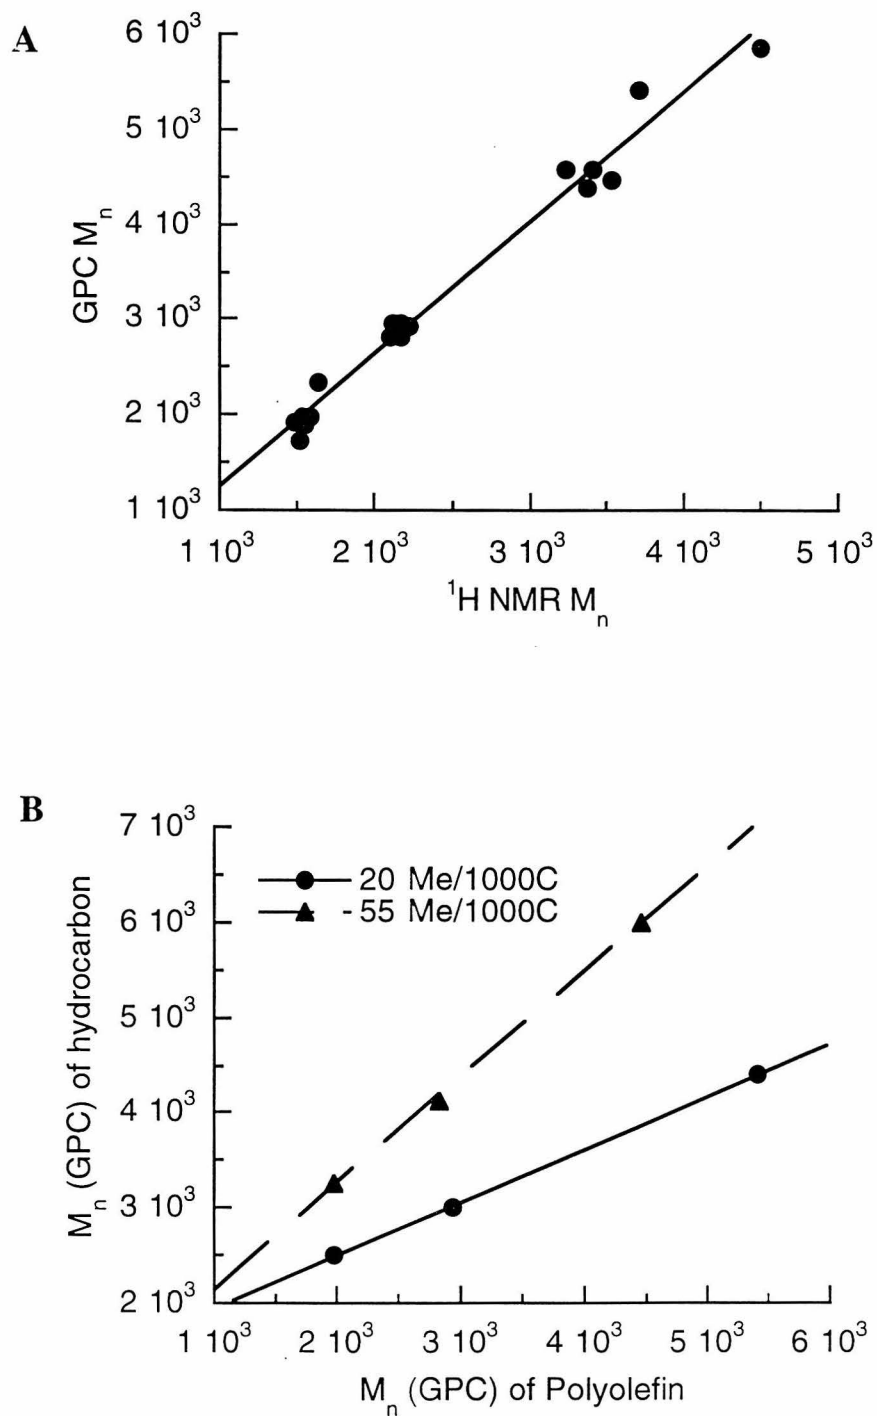 A
6 10³
5 10³
4 10³
3 10³
2 10³
1 10³
GPC Mₙ
1 10³ 2 10³ 3 10³ 4 10³ 5 10³
¹H NMR Mₙ
B
7 10³
6 10³
5 10³
4 10³
3 10³
2 10³
Mₙ (GPC) of hydrocarbon
20 Me/1000C
55 Me/1000C
1 10³ 2 10³ 3 10³ 4 10³ 5 10³ 6 10³
Mₙ (GPC) of Polyolefin